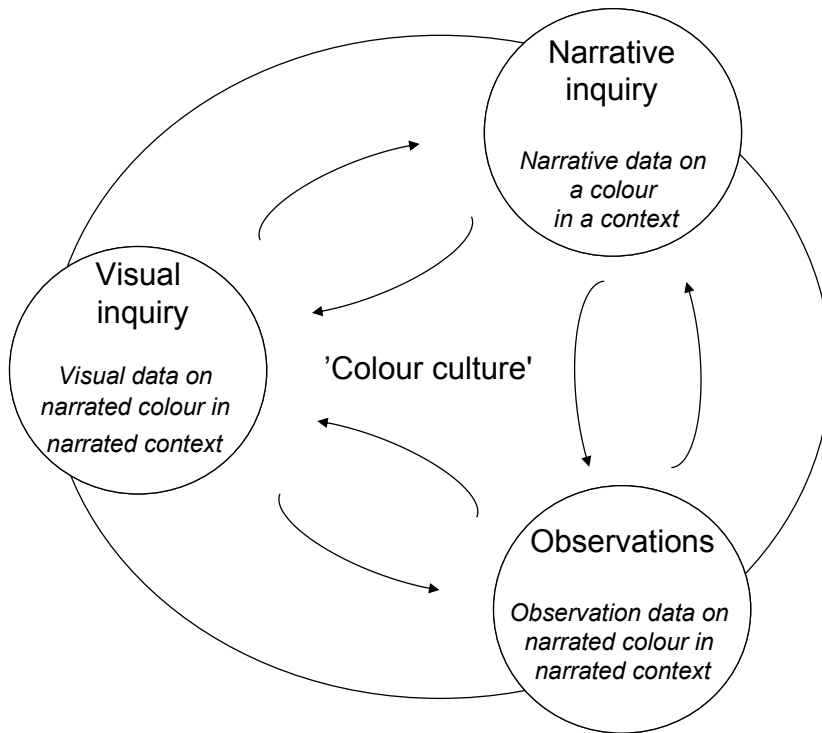 Narrative
inquiry
Narrative data on
a colour
in a context
Visual
inquiry
Visual data on
narrated colour in
narrated context
’Colour culture'
Observations
Observation data on
narrated colour in
narrated context